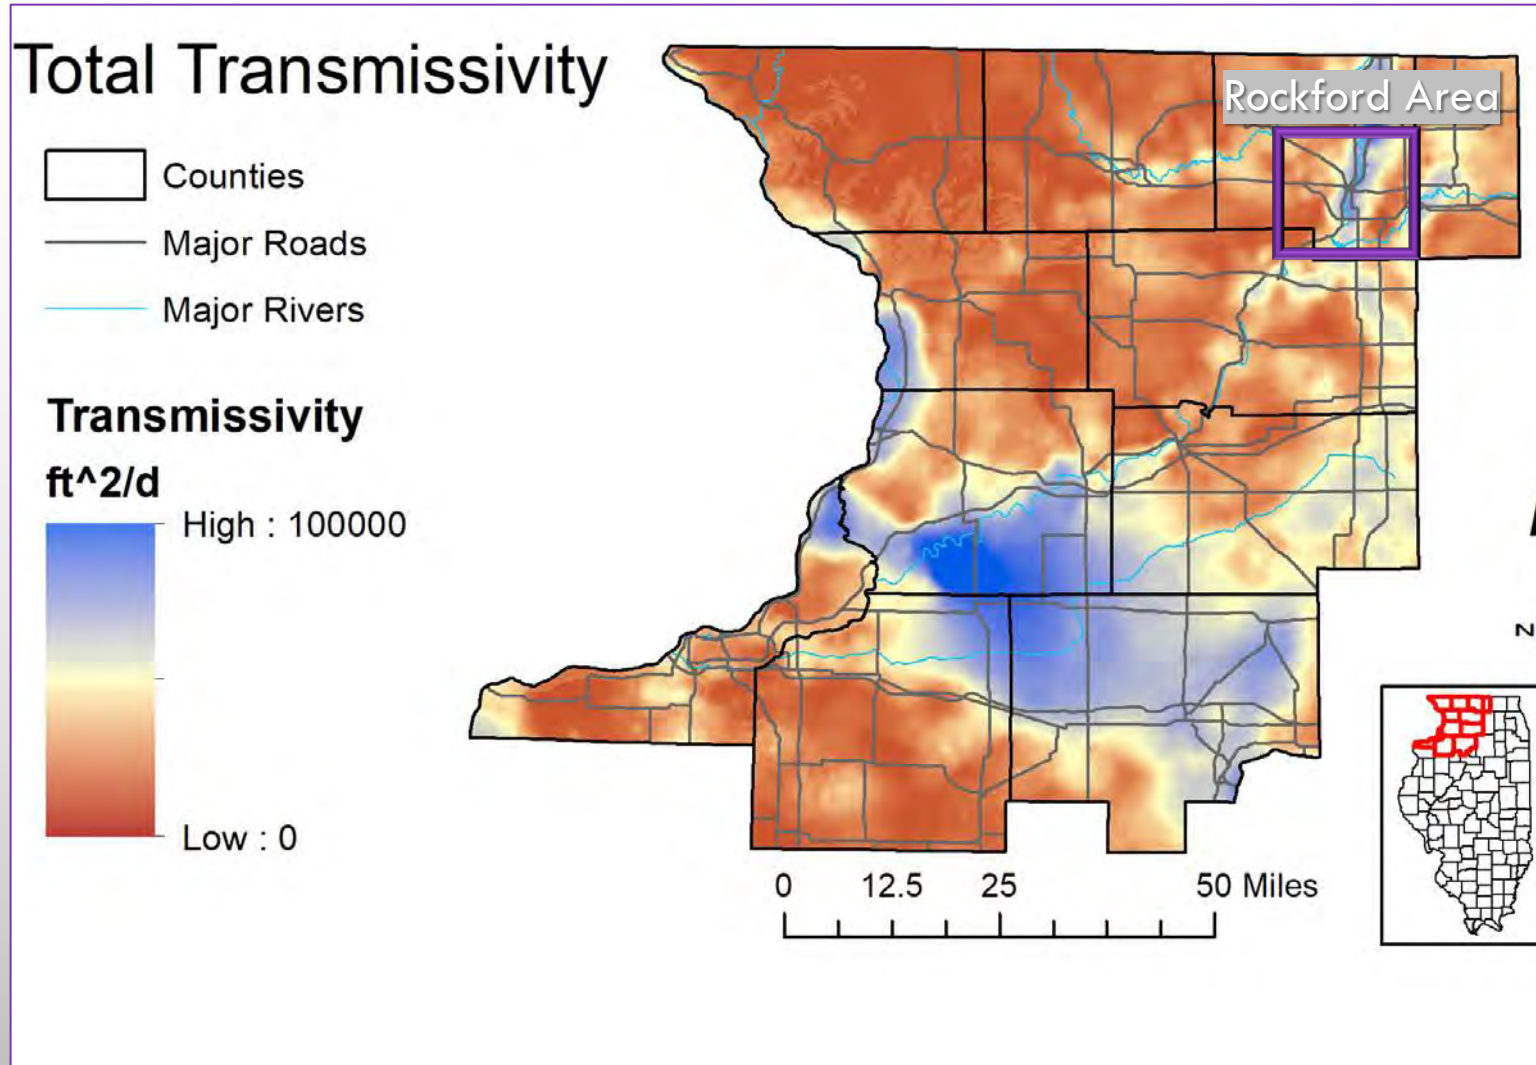 Total Transmissivity
Rockford Area
Counties
Major Roads
Major Rivers
Transmissivity
ft^2/d
High : 100000
Low : 0
0 12.5 25 50 Miles
z